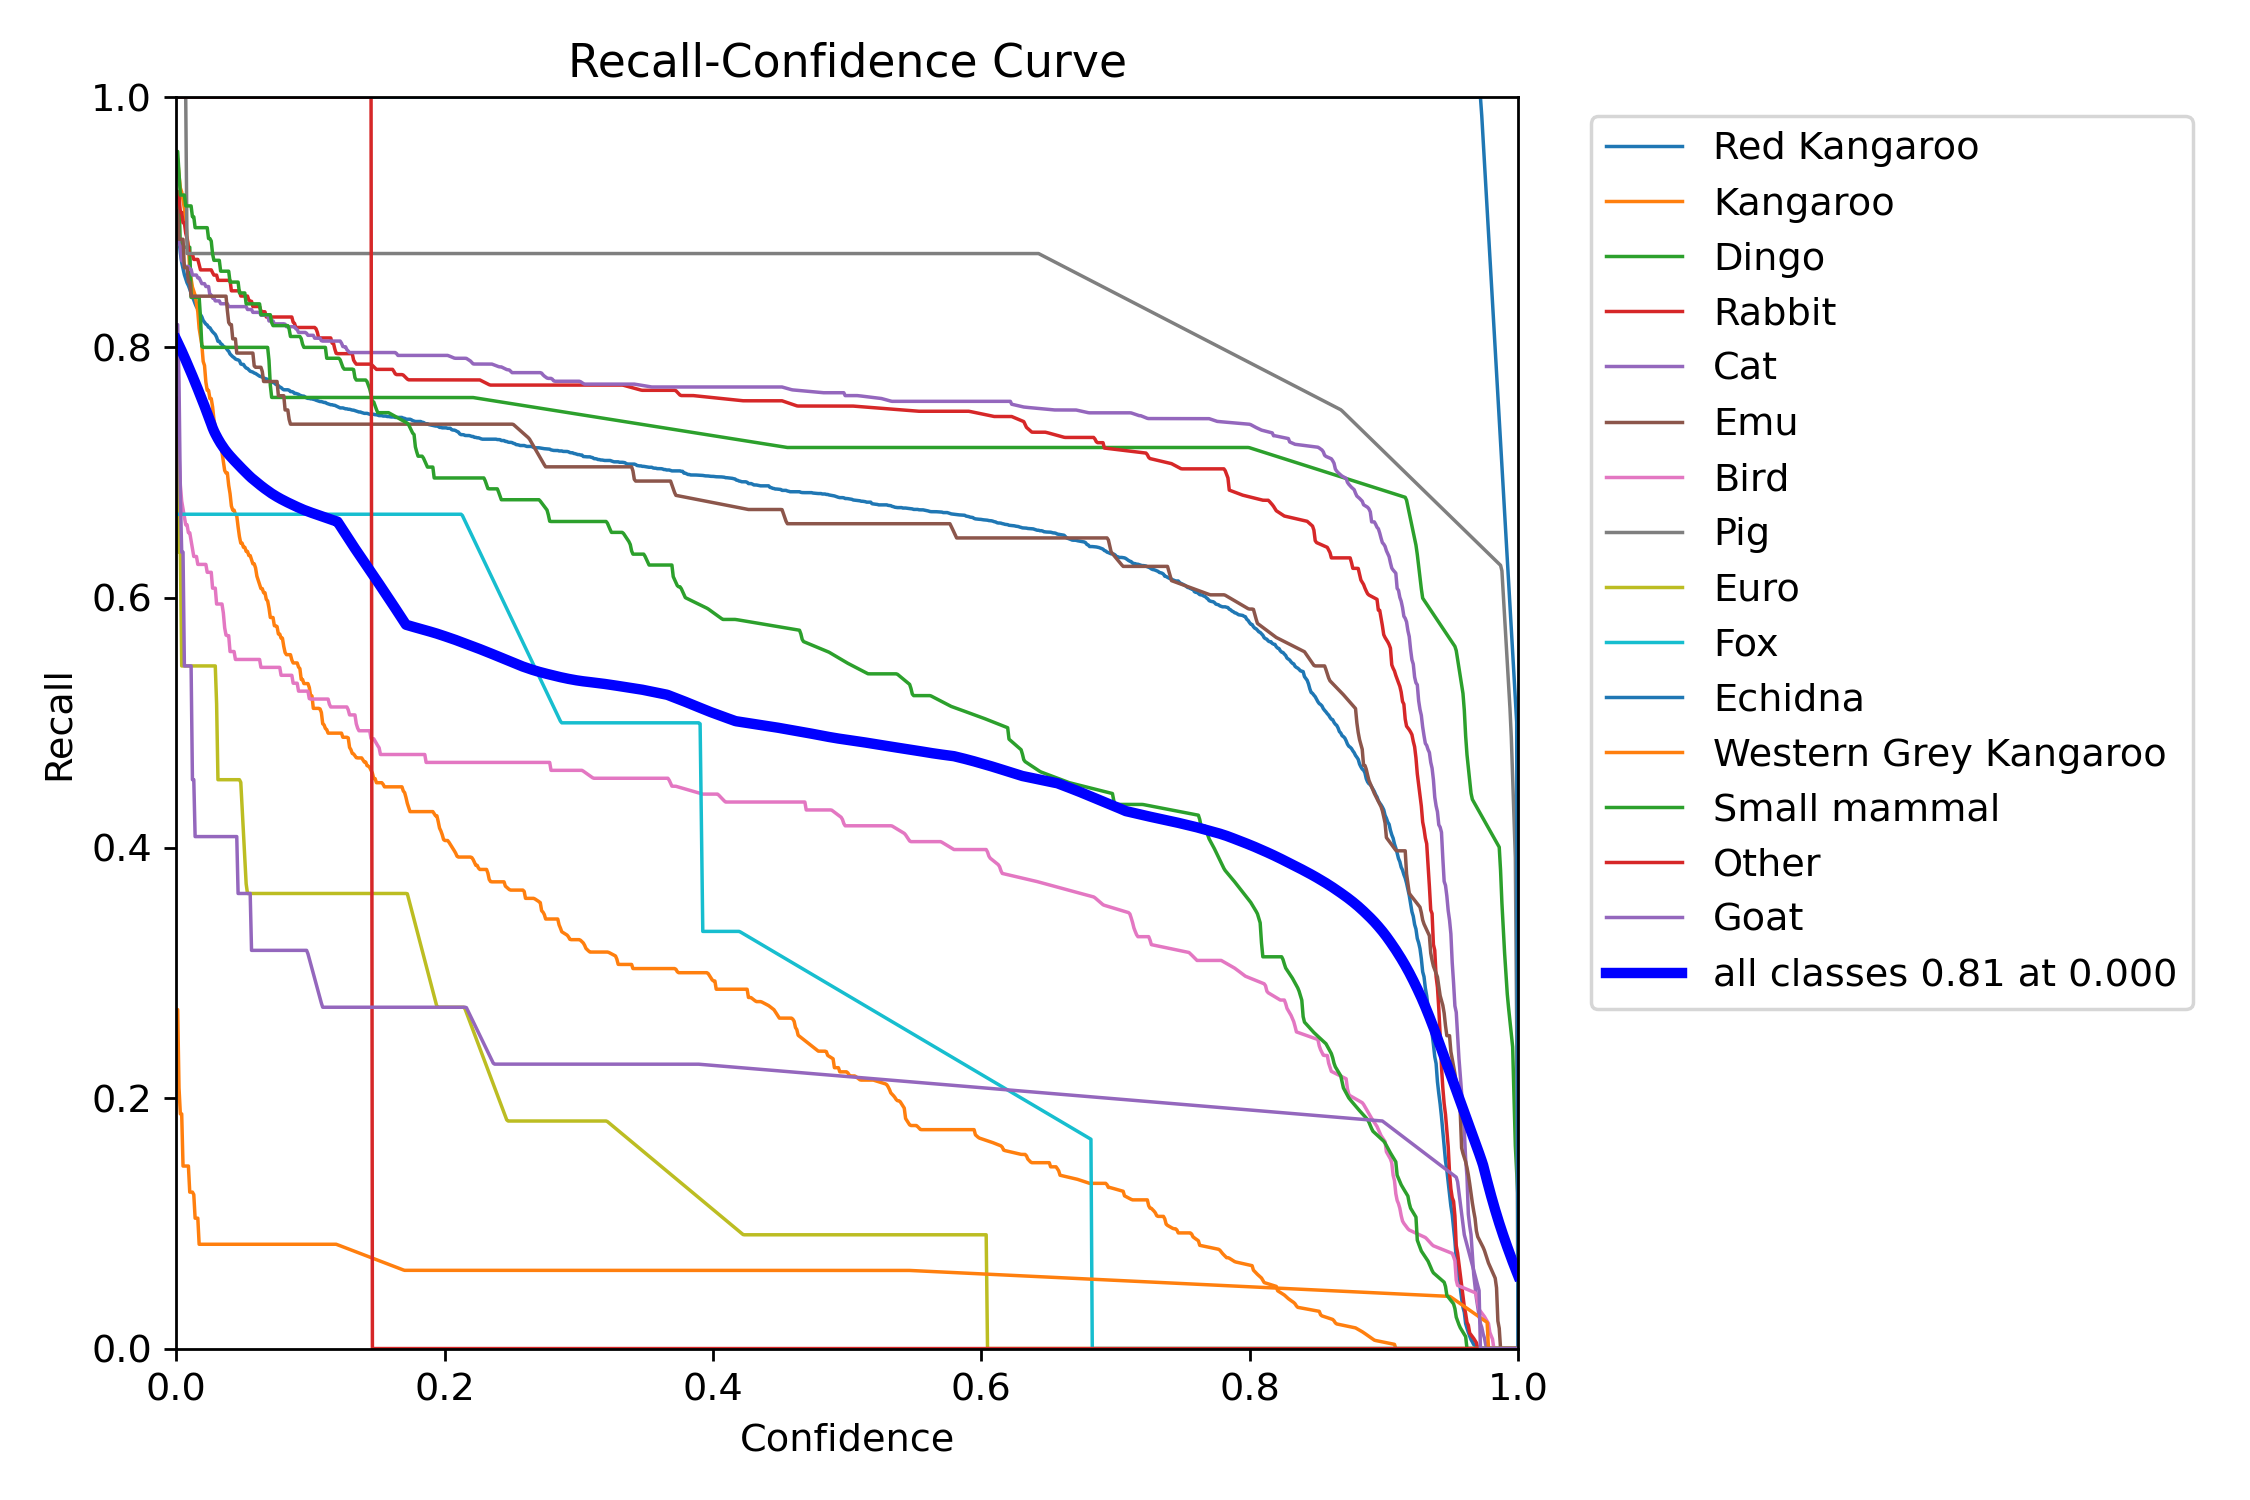 Recall-Confidence Curve
1.0
0.8
0.6
0.4
0.2
0.0
Recall
0.0 0.2 0.4 0.6 0.8 1.0
Confidence
Red Kangaroo
Kangaroo
Dingo
Rabbit
Cat
Emu
Bird
Pig
Euro
Fox
Echidna
Western Grey Kangaroo
Small mammal
Other
Goat
all classes 0.81 at 0.000